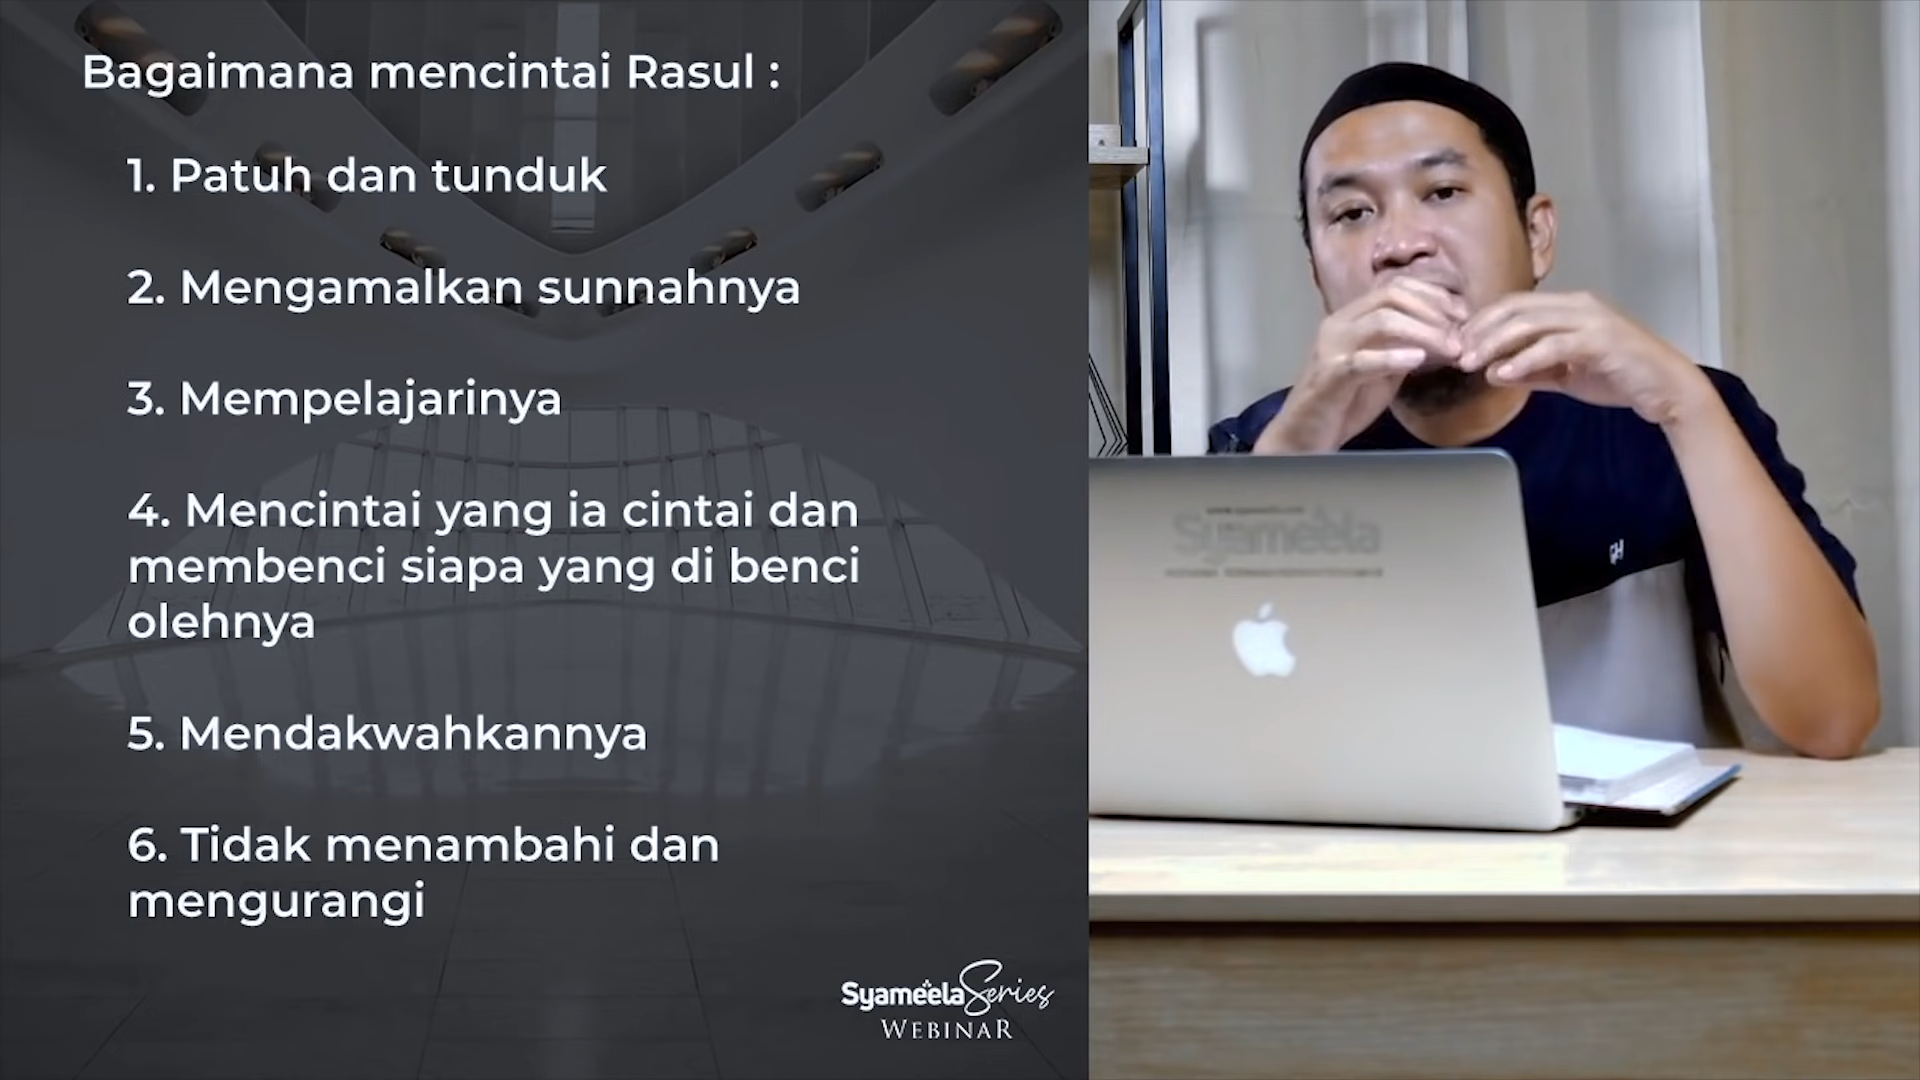 Bagaimana mencintai Rasul :
1. Patuh dan tunduk
2. Mengamalkan sunnahnya
3. Mempelajarinya
4. Mencintai yang ia cintai dan
membenci siapa yang di benci
olehnya
5. Mendakwahkannya
6. Tidak menambahi dan
mengurangi
Syameela Series
WEBINAR
Syameela